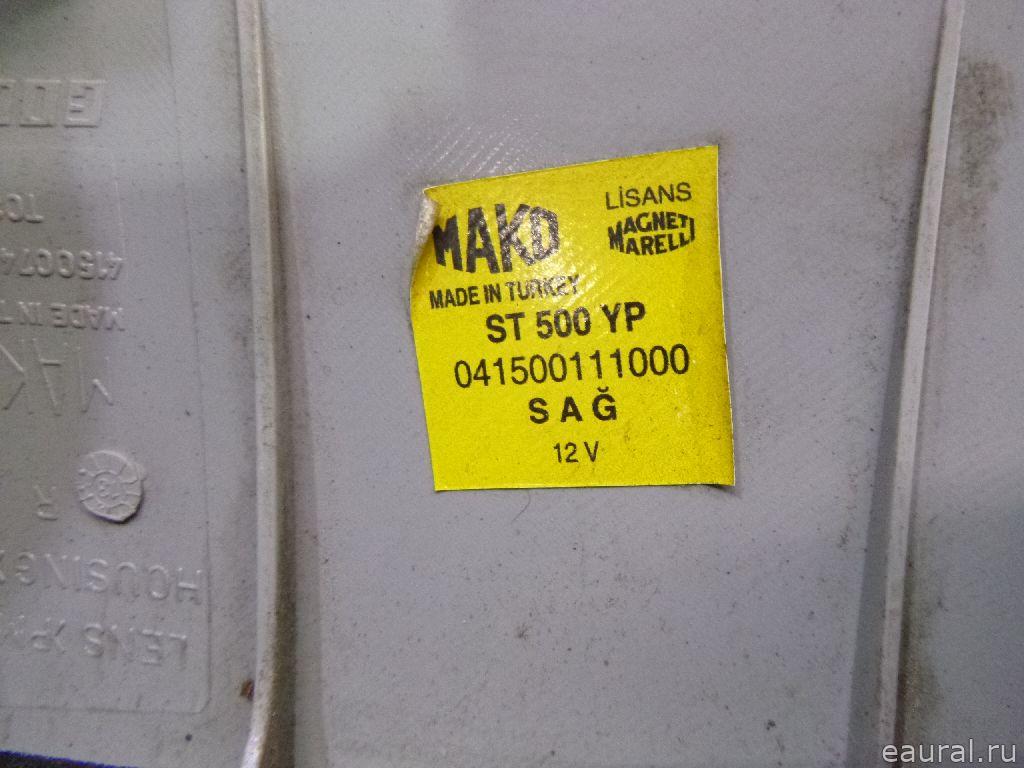 MAKO
LİSANS
MAGNETI
MARELLI
MADE IN TURKEY
ST 500 YP
041500111000
SAĞ
12 V
MADE IN
R
HOUSING
LENS
eaural.ru